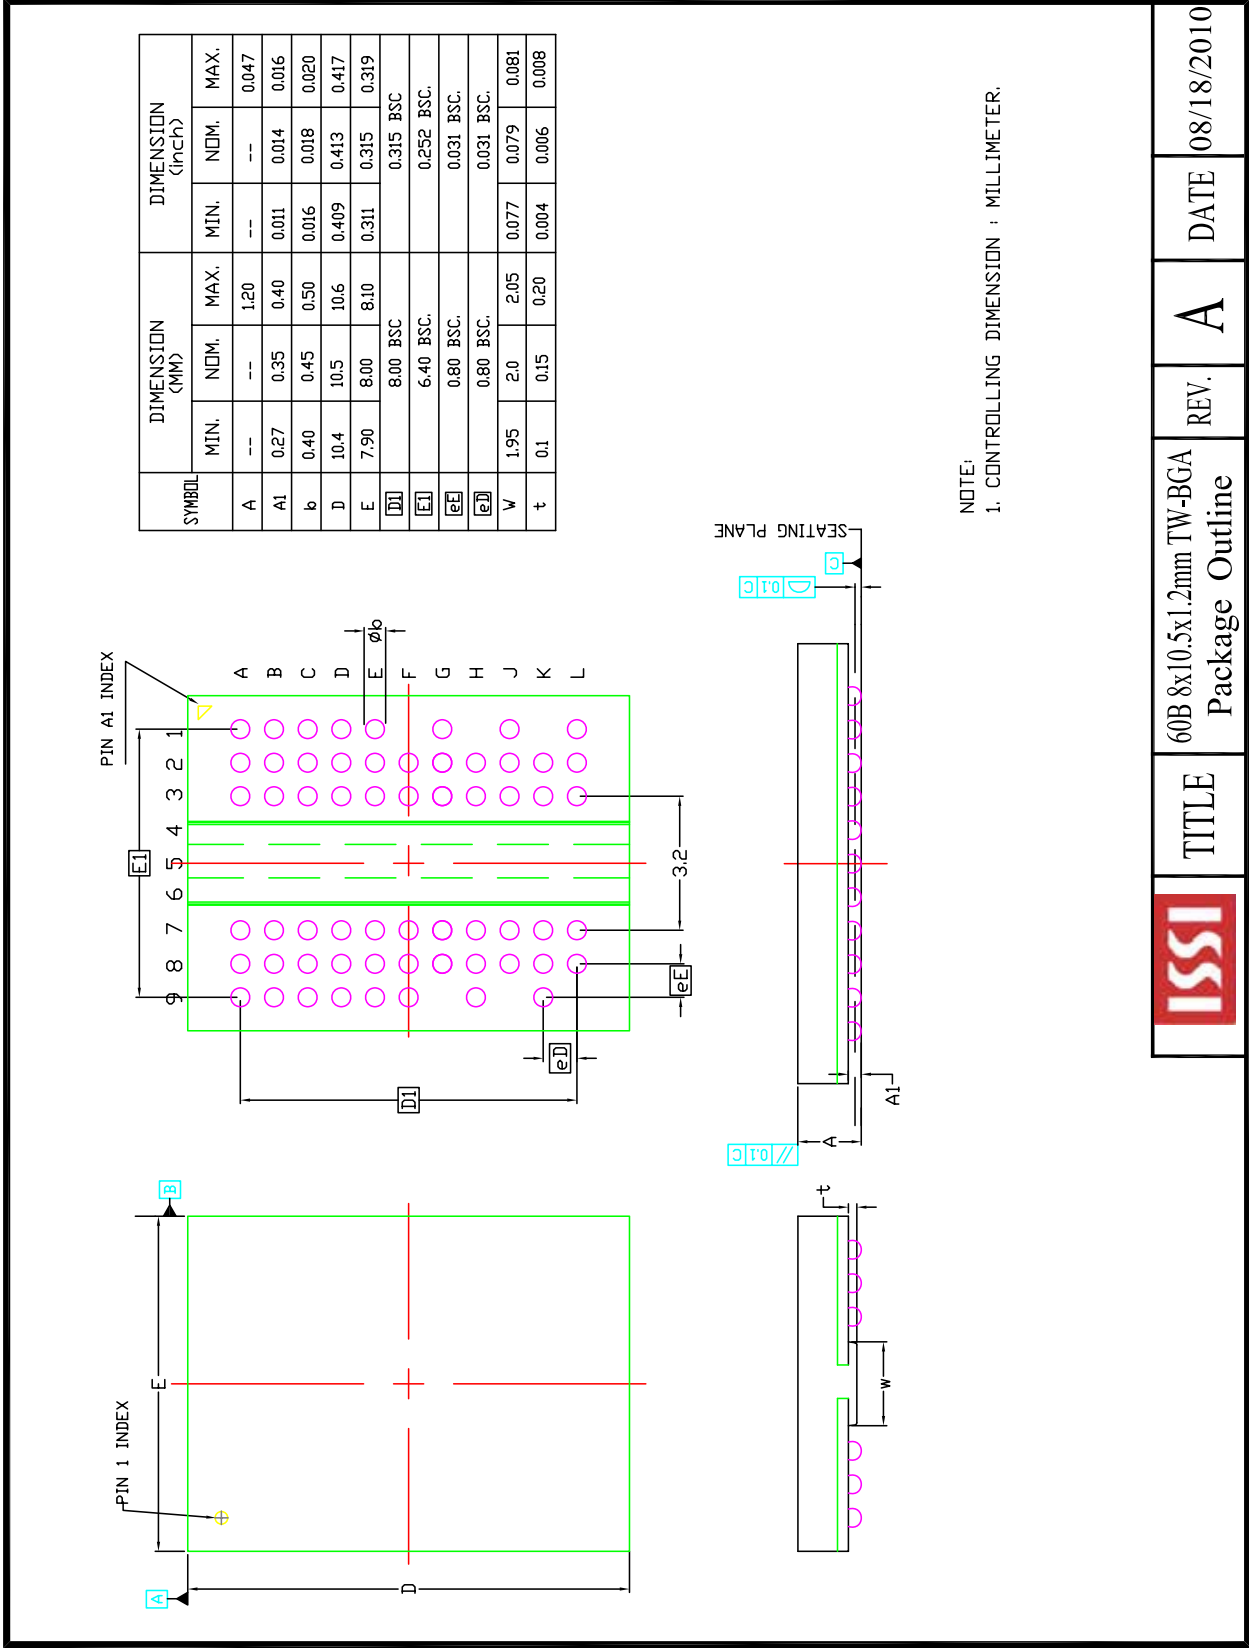 SYMBOL DIMENSION (MM) DIMENSION (inch)
MIN. NOM. MAX. MIN. NOM. MAX.
A -- -- 1.20 -- -- 0.047
A1 0.27 0.35 0.40 0.011 0.014 0.016
b 0.40 0.45 0.50 0.016 0.018 0.020
D 10.4 10.5 10.6 0.409 0.413 0.417
E 7.90 8.00 8.10 0.311 0.315 0.319
D1 8.00 BSC 0.315 BSC
E1 6.40 BSC. 0.252 BSC.
eE 0.80 BSC. 0.031 BSC.
eD 0.80 BSC. 0.031 BSC.
W 1.95 2.0 2.05 0.077 0.079 0.081
t 0.1 0.15 0.20 0.004 0.006 0.008
PIN 1 INDEX
A
B
E
D
PIN A1 INDEX
E1
9 8 7 6 5 4 3 2 1
A
B
C
D
E
F
G
H
J
K
L
øb
D1
eD
eE
3.2
t
W
// 0.1 C
A
A1
0.1 C
C
SEATING PLANE
NOTE:
1. CONTROLLING DIMENSION : MILLIMETER.
ISSI
TITLE
60B 8x10.5x1.2mm TW-BGA
Package Outline
REV.
A
DATE
08/18/2010